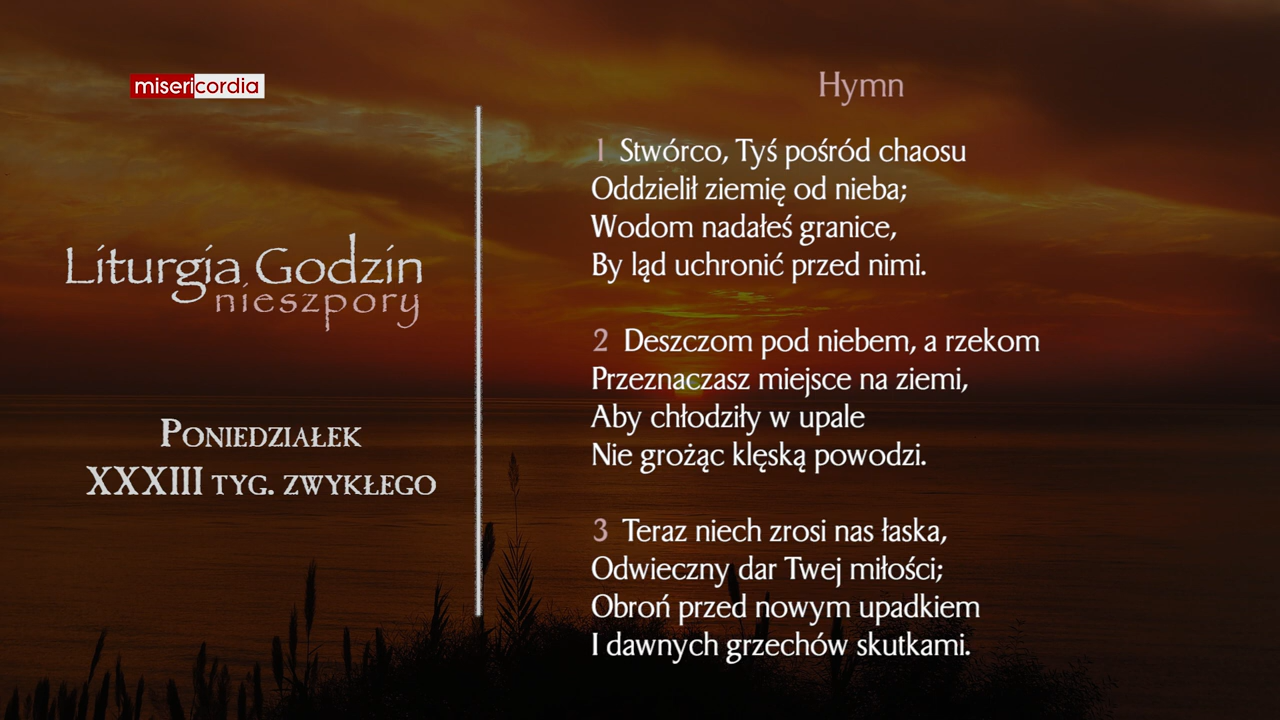 misericordia
Liturgia Godzin
nieszpory
Poniedziałek
XXXIII tyg. zwykłego
Hymn
1 Stwórco, Tyś pośród chaosu
Oddzielił ziemię od nieba;
Wodom nadałeś granice,
By ląd uchronić przed nimi.
2 Deszczom pod niebem, a rzekom
Przeznaczasz miejsce na ziemi,
Aby chłodziły w upale
Nie grożąc klęską powodzi.
3 Teraz niech zrosi nas łaska,
Odwieczny dar Twej miłości;
Obroń przed nowym upadkiem
I dawnych grzechów skutkami.